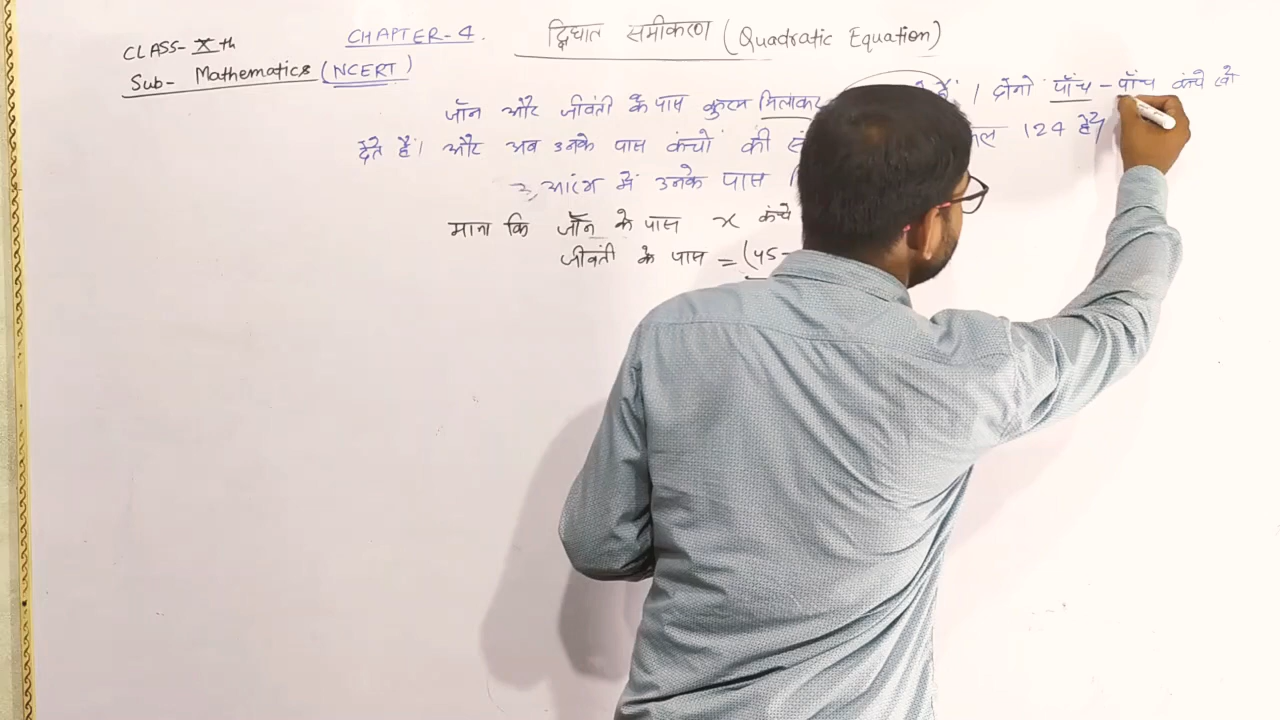 CLASS- Xth
Sub- Mathematics (NCERT)
CHAPTER-4.
द्विघात समीकरण (Quadratic Equation)
जॉन और जीवंती के पास कुल मिलाकर । दोनों पाँच - पाँच कंचे खो
देते हैं। और अब उनके पास कंचों की 124 है,
आरंभ में उनके पास
माना कि जॉन के पास x कंचे
जीवंती के पास = (45-